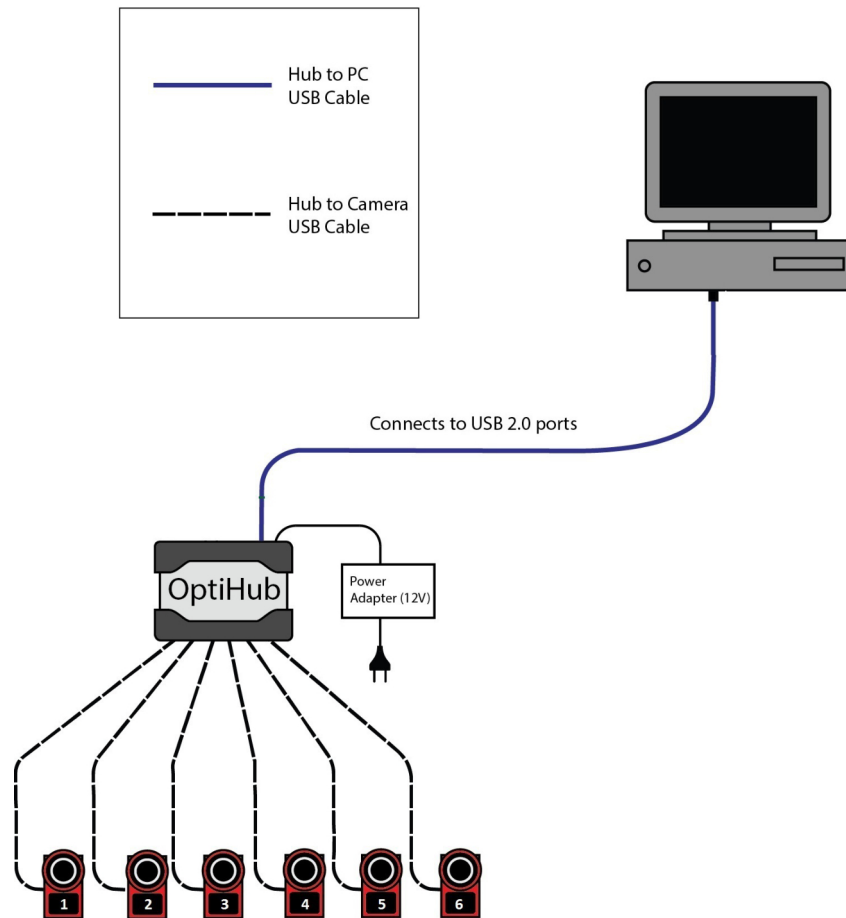 Hub to PC
USB Cable
Hub to Camera
USB Cable
Connects to USB 2.0 ports
OptiHub
Power
Adapter (12V)
1
2
3
4
5
6